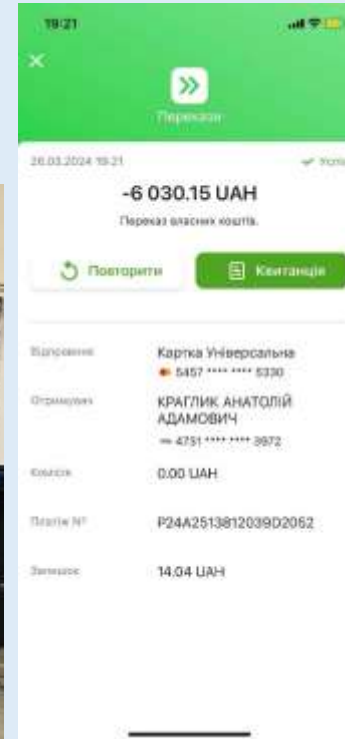 19:21
Перекази
26.03.2024 19:21
-6 030.15 UAH
Переказ власних коштів.
Повторити
Квитанція
Відправник
Картка Універсальна
5457 **** **** 5330
Отримувач
КРАГЛИК АНАТОЛІЙ
АДАМОВИЧ
4731 **** **** 3972
Комісія
0.00 UAH
Платіж №
P24A2513812039D2052
Залишок
14.04 UAH